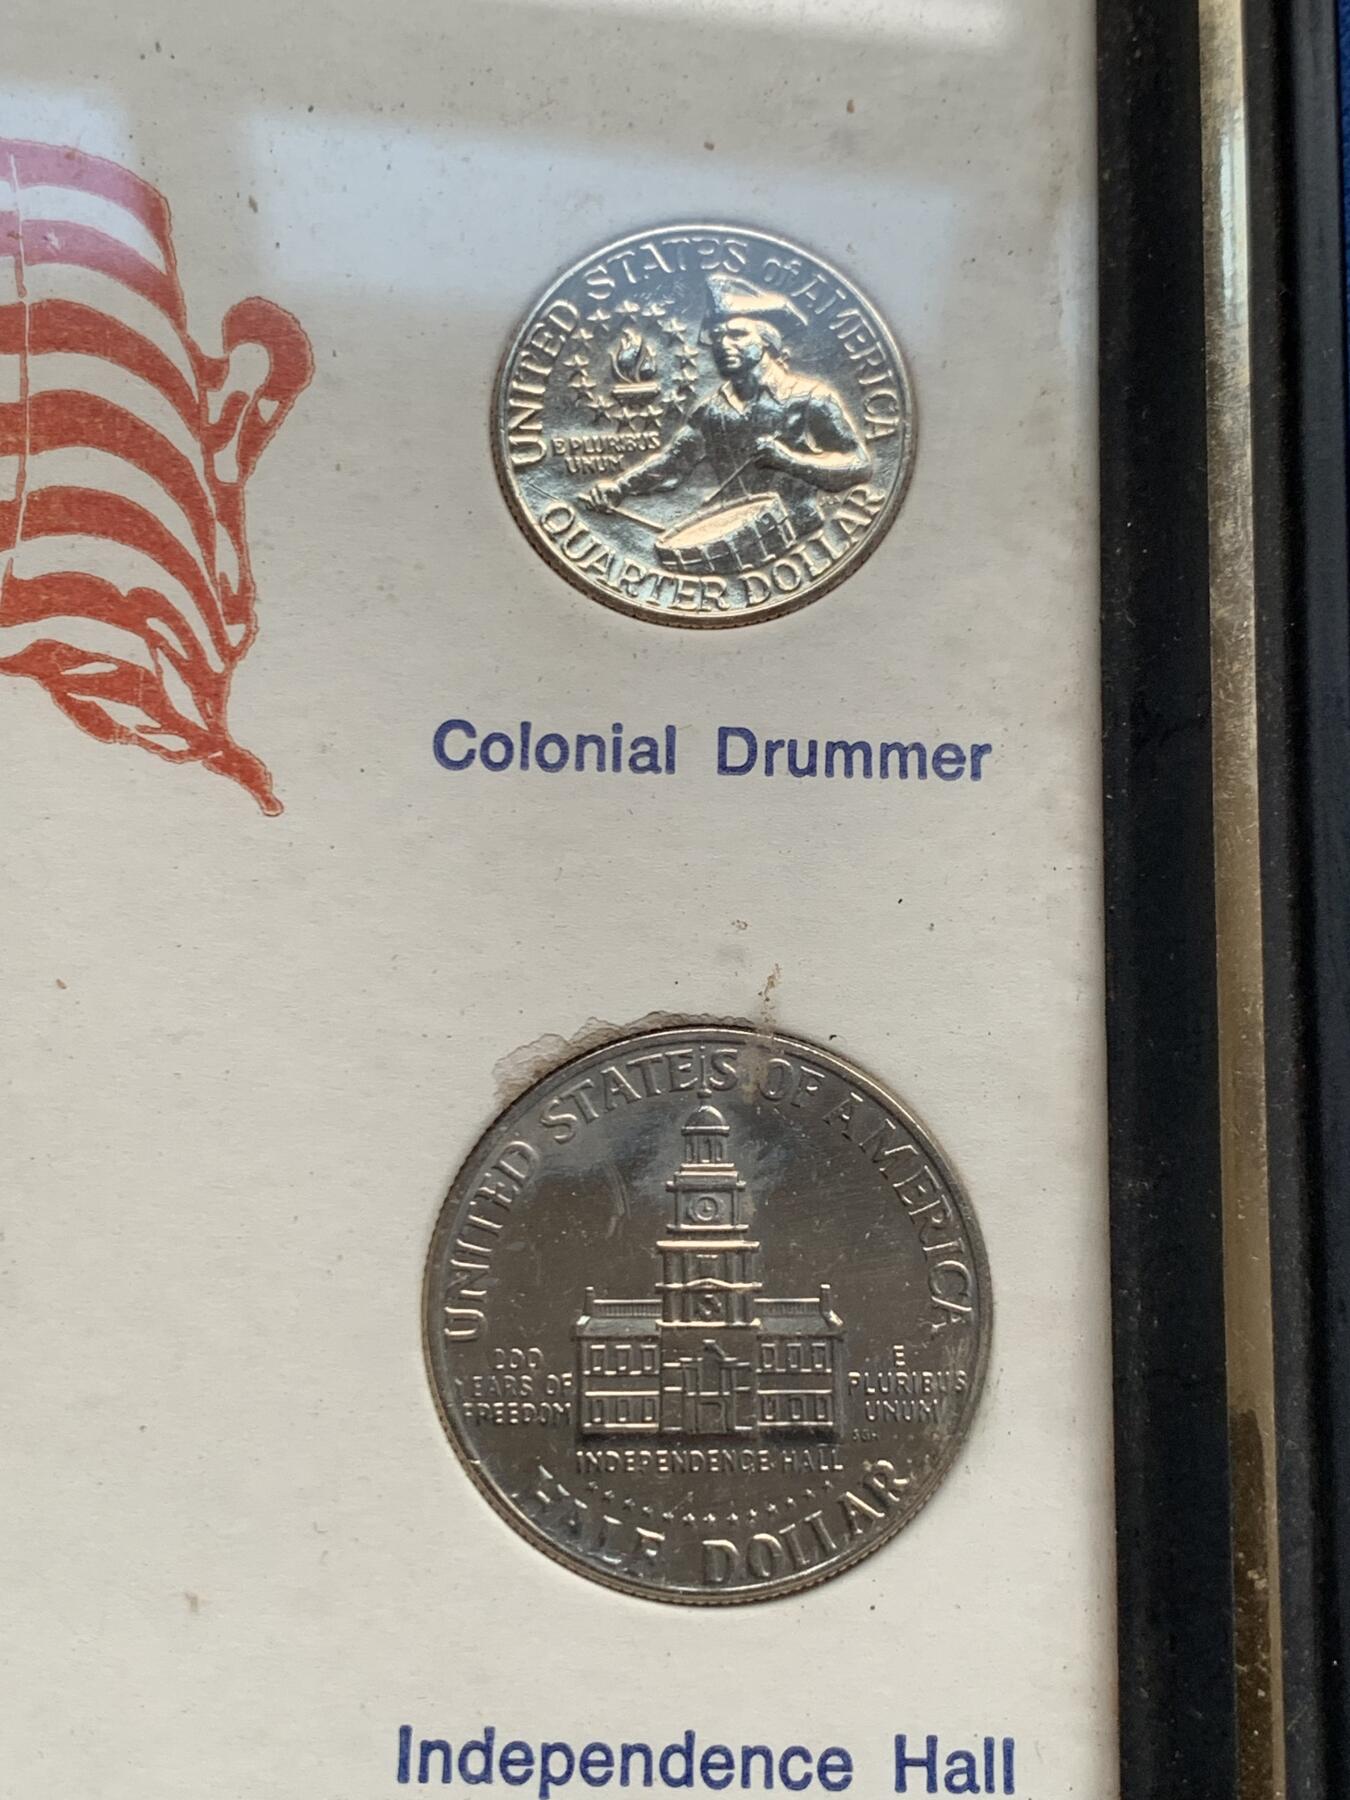 UNITED STATES of AMERICA
E PLURIBUS
UNUM
QUARTER DOLLAR
Colonial Drummer
UNITED STATES OF AMERICA
200
YEARS OF
FREEDOM
E
PLURIBUS
UNUM
INDEPENDENCE HALL
HALF DOLLAR
Independence Hall